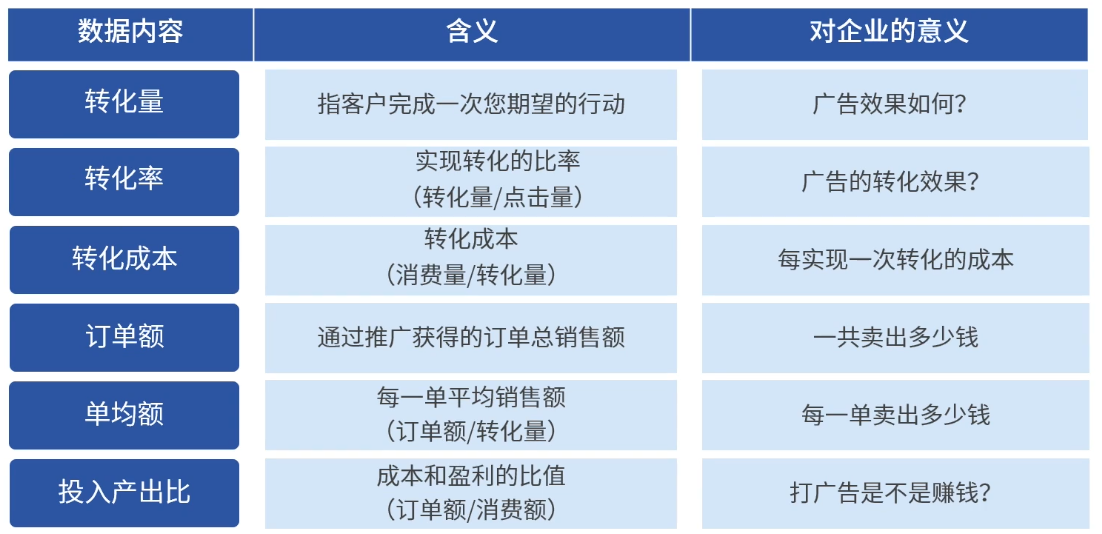 数据内容 含义 对企业的意义
转化量 指客户完成一次您期望的行动 广告效果如何？
转化率 实现转化的比率 广告的转化效果？
（转化量/点击量）
转化成本 转化成本 每实现一次转化的成本
（消费量/转化量）
订单额 通过推广获得的订单总销售额 一共卖出多少钱
单均额 每一单平均销售额 每一单卖出多少钱
（订单额/转化量）
投入产出比 成本和盈利的比值 打广告是不是赚钱？
（订单额/消费额）